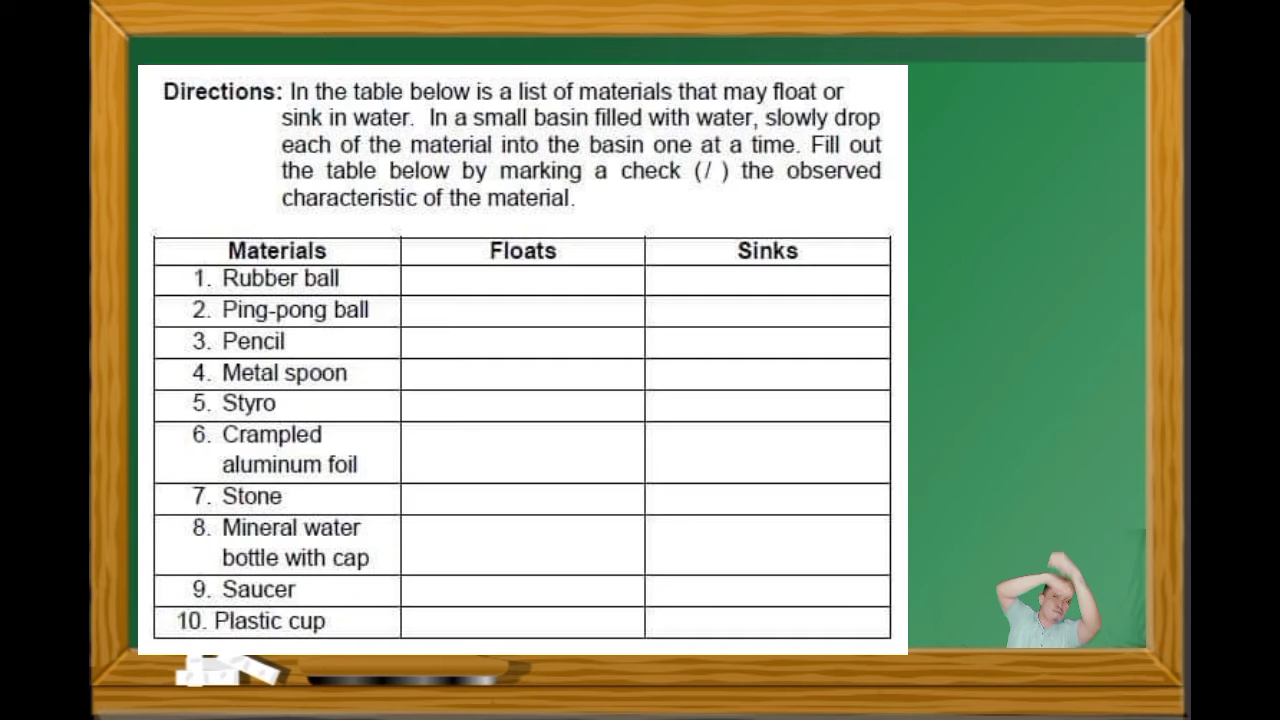 Directions: In the table below is a list of materials that may float or
sink in water. In a small basin filled with water, slowly drop
each of the material into the basin one at a time. Fill out
the table below by marking a check (/ ) the observed
characteristic of the material.
Materials Floats Sinks
1. Rubber ball
2. Ping-pong ball
3. Pencil
4. Metal spoon
5. Styro
6. Crampled
aluminum foil
7. Stone
8. Mineral water
bottle with cap
9. Saucer
10. Plastic cup